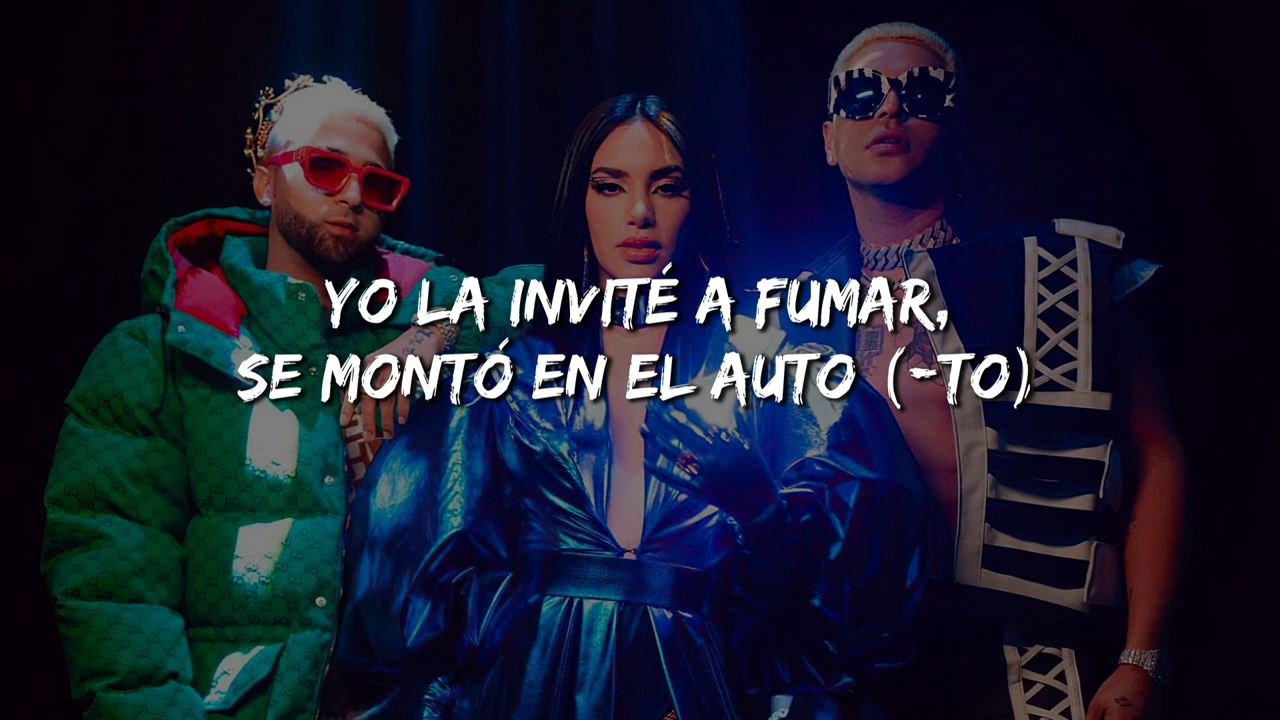 YO LA INVITÉ A FUMAR,
SE MONTÓ EN EL AUTO (-TO)